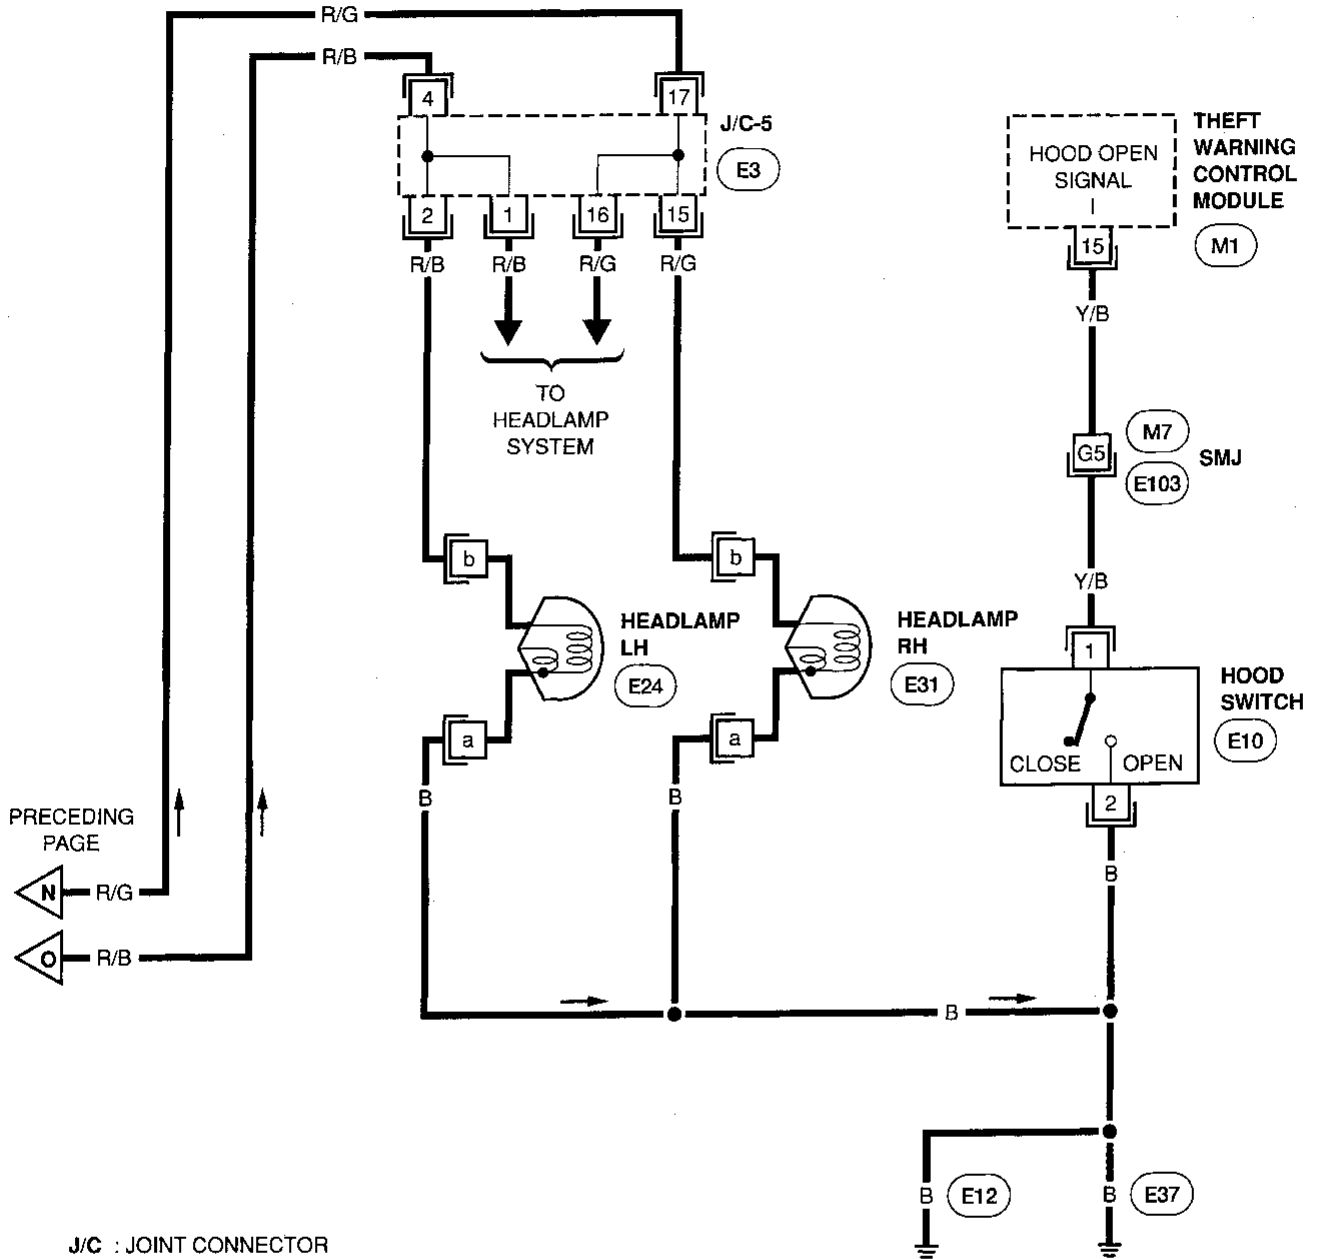 R/G
R/B
4
17
J/C-5
E3
2
1
16
15
R/B
R/B
R/G
R/G
TO
HEADLAMP
SYSTEM
HOOD OPEN
SIGNAL
THEFT
WARNING
CONTROL
MODULE
M1
15
Y/B
G5
M7
E103
SMJ
Y/B
b
HEADLAMP
LH
E24
a
B
b
HEADLAMP
RH
E31
a
B
1
HOOD
SWITCH
E10
CLOSE
OPEN
2
B
PRECEDING
PAGE
N
R/G
O
R/B
B
B
E12
B
E37
J/C : JOINT CONNECTOR